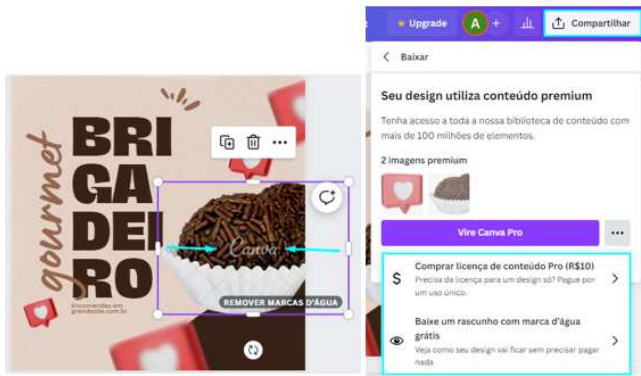 gourmet
BRI
GA
DEI
RO
Encomendas em
grandesite.com.br
Canva
REMOVER MARCAS D'ÁGUA
Upgrade
A
+
Compartilhar
Baixar
Seu design utiliza conteúdo premium
Tenha acesso a toda a nossa biblioteca de conteúdo com
mais de 100 milhões de elementos.
2 imagens premium
Vire Canva Pro
Comprar licença de conteúdo Pro (R$10)
Precisa da licença para um design só? Pague por
um uso único.
Baixe um rascunho com marca d'água
grátis
Veja como seu design vai ficar sem precisar pagar
nada